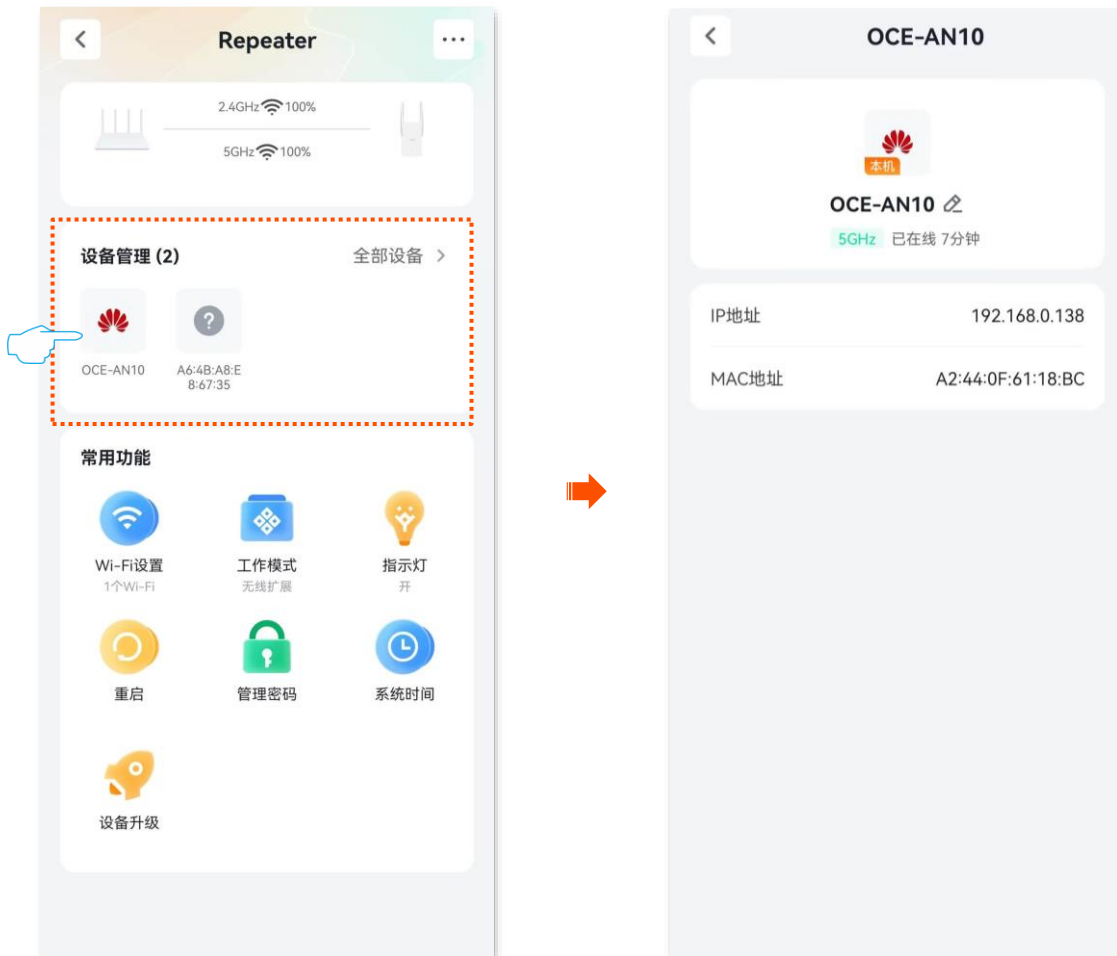 Repeater
2.4GHz 100%
5GHz 100%
设备管理 (2)
全部设备 >
?
OCE-AN10
A6:4B:A8:E
8:67:35
常用功能
Wi-Fi设置
工作模式
指示灯
1个Wi-Fi
无线扩展
开
重启
管理密码
系统时间
设备升级
OCE-AN10
本机
OCE-AN10
5GHz 已在线 7分钟
IP地址 192.168.0.138
MAC地址 A2:44:0F:61:18:BC